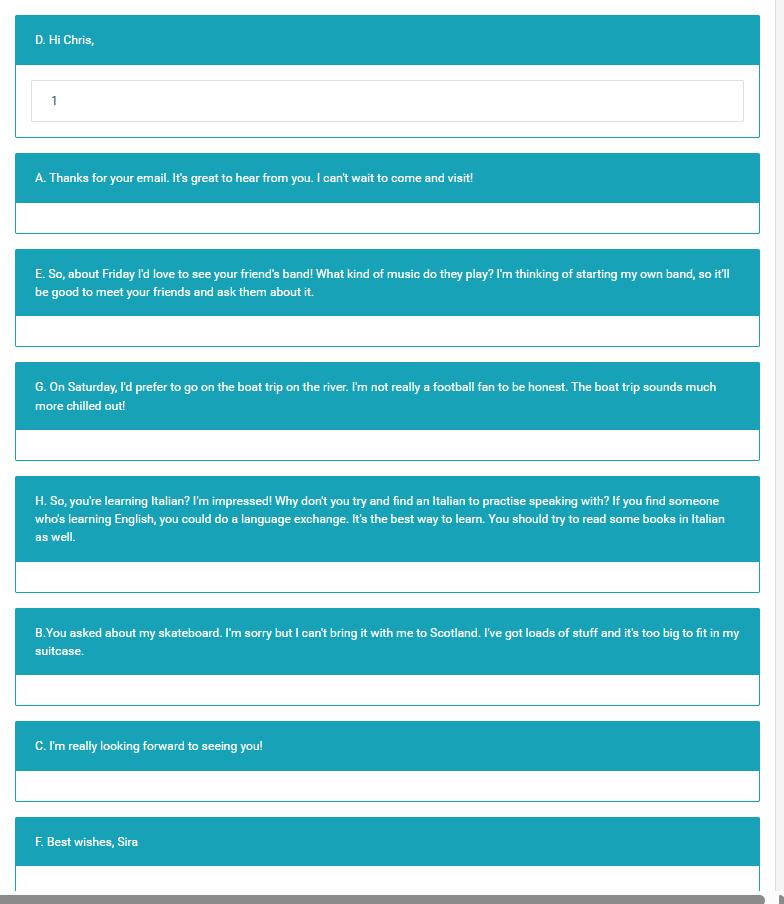 D. Hi Chris,
1
A. Thanks for your email. It's great to hear from you. I can't wait to come and visit!
E. So, about Friday I'd love to see your friend's band! What kind of music do they play? I'm thinking of starting my own band, so it'll
be good to meet your friends and ask them about it.
G. On Saturday, I'd prefer to go on the boat trip on the river. I'm not really a football fan to be honest. The boat trip sounds much
more chilled out!
H. So, you're learning Italian? I'm impressed! Why don't you try and find an Italian to practise speaking with? If you find someone
who's learning English, you could do a language exchange. It's the best way to learn. You should try to read some books in Italian
as well.
B.You asked about my skateboard. I'm sorry but I can't bring it with me to Scotland. I've got loads of stuff and it's too big to fit in my
suitcase.
C. I'm really looking forward to seeing you!
F. Best wishes, Sira